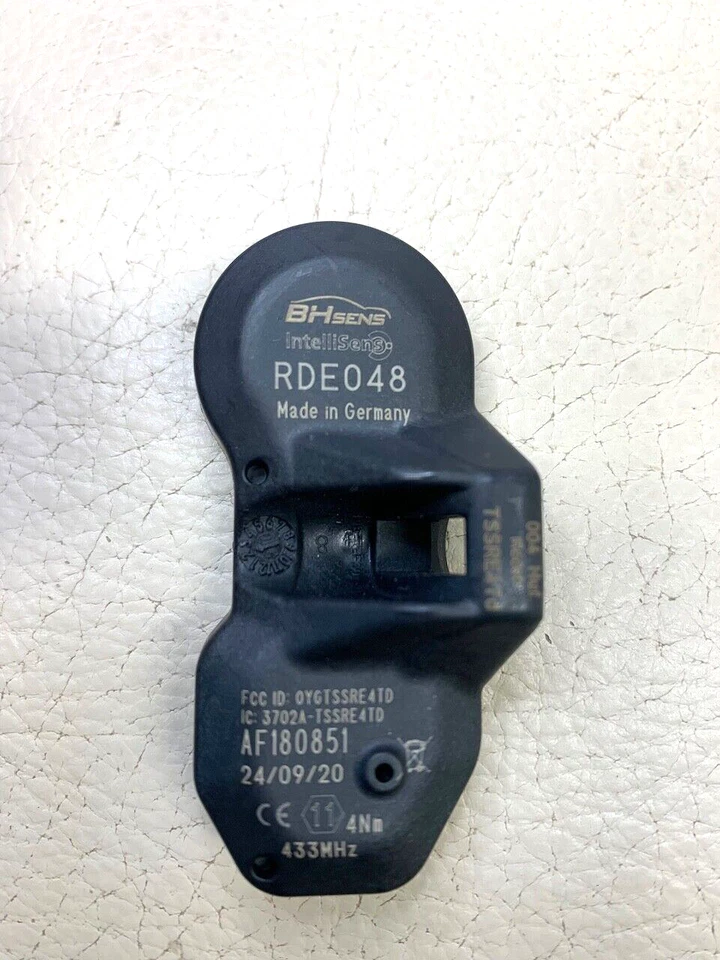 BHSENS
intelliSens
RDE048
Made in Germany
TSSRE4Td
FCC ID: OYGTSSRE4TD
IC: 3702A-TSSRE4TD
AF180851
24/09/20
CE 11 4Nm
433MHz